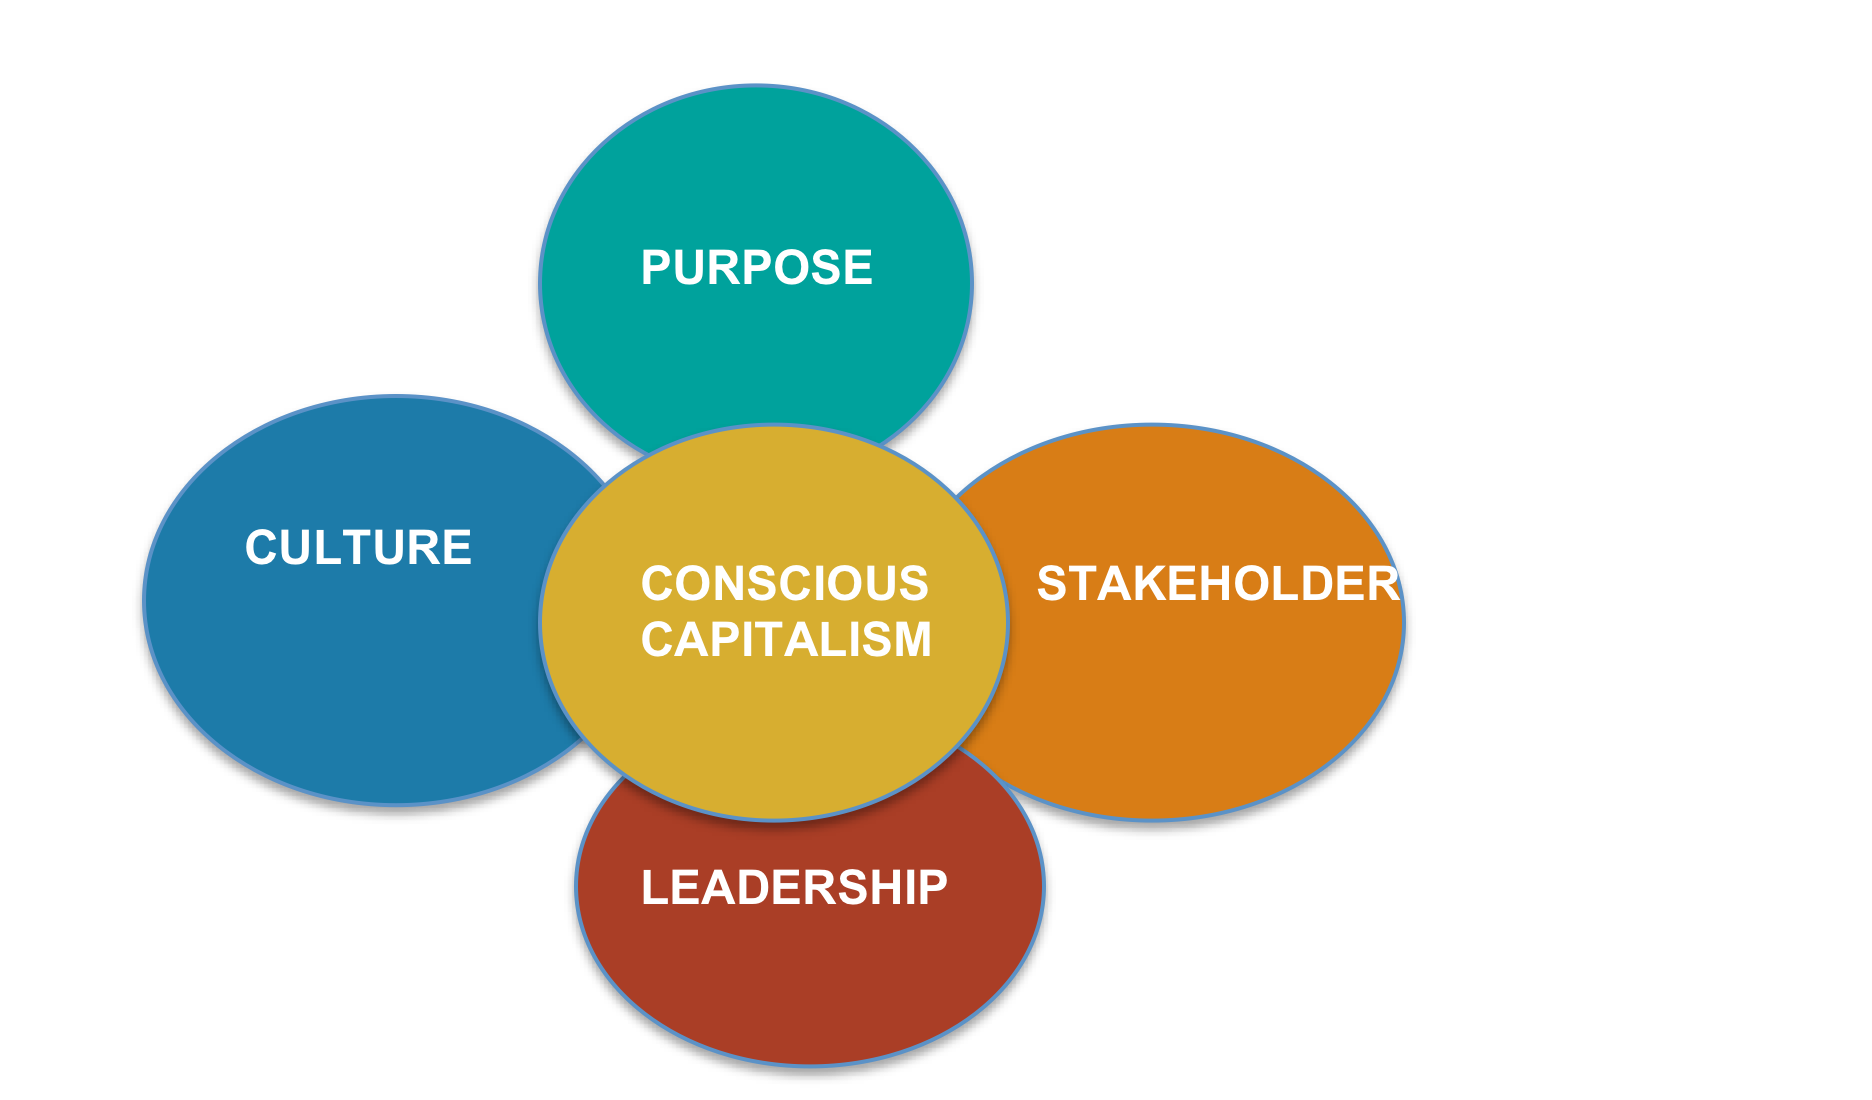 PURPOSE
CULTURE
CONSCIOUS
CAPITALISM
STAKEHOLDER
LEADERSHIP